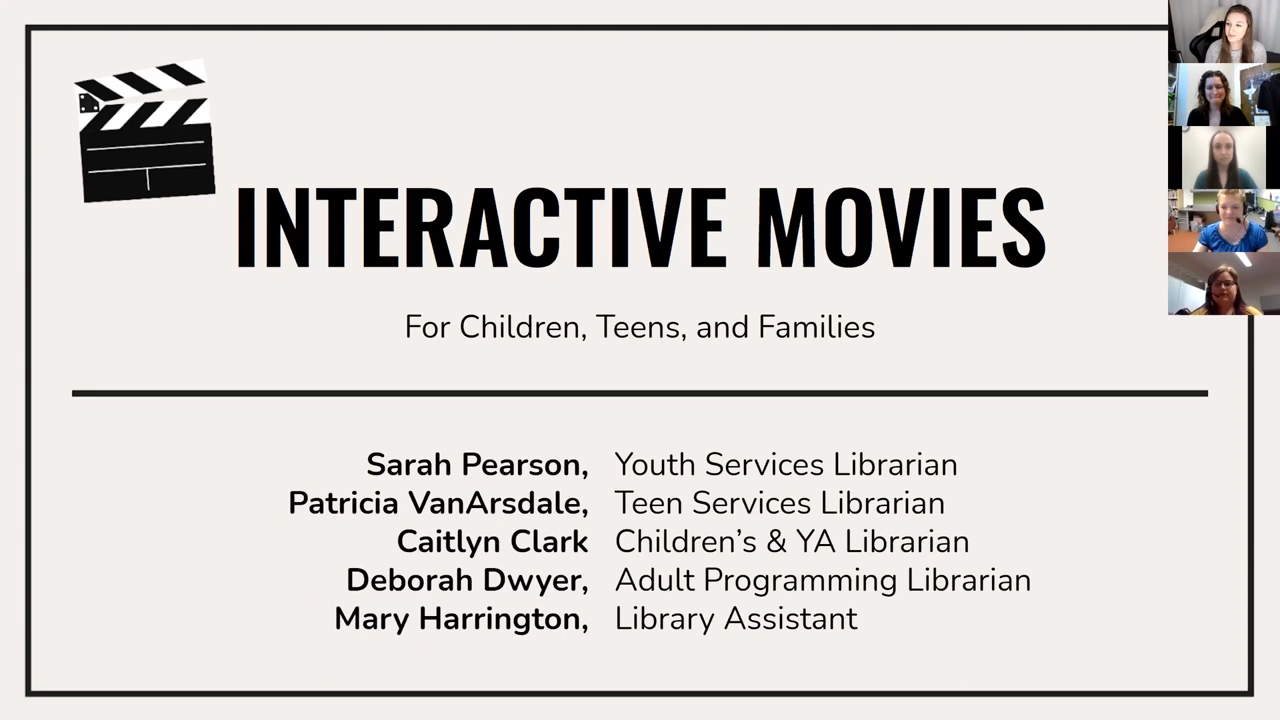 INTERACTIVE MOVIES
For Children, Teens, and Families
Sarah Pearson, Youth Services Librarian
Patricia VanArsdale, Teen Services Librarian
Caitlyn Clark Children’s & YA Librarian
Deborah Dwyer, Adult Programming Librarian
Mary Harrington, Library Assistant